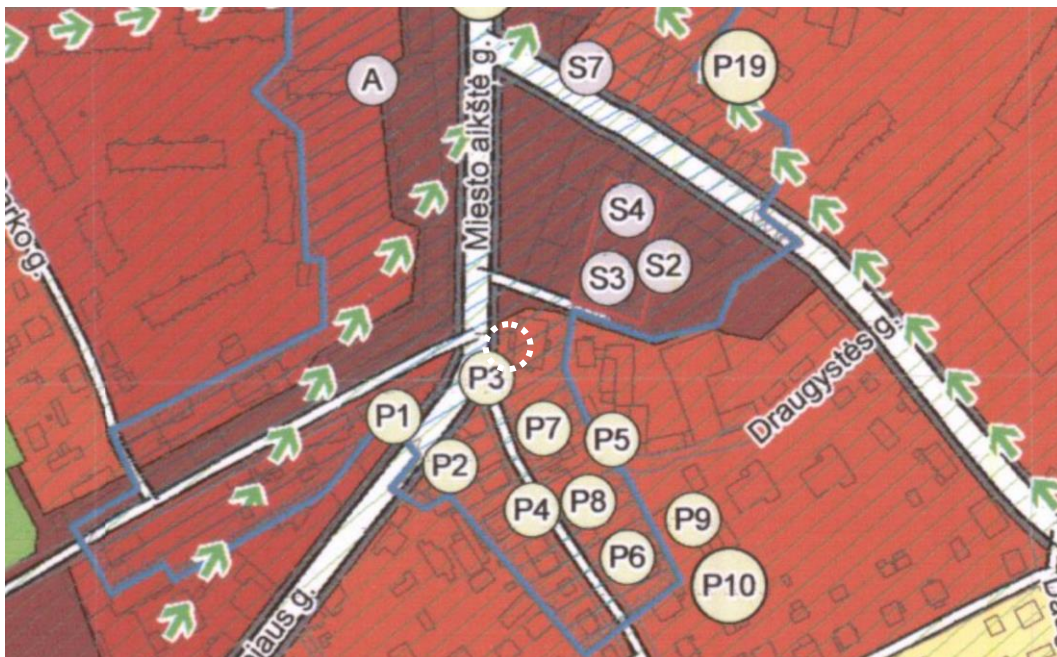 A
Miesto aikštė g.
S7
P19
S4
S3
S2
P3
P1
P7
P5
P2
P4
P8
P9
P6
P10
Draugystės g.